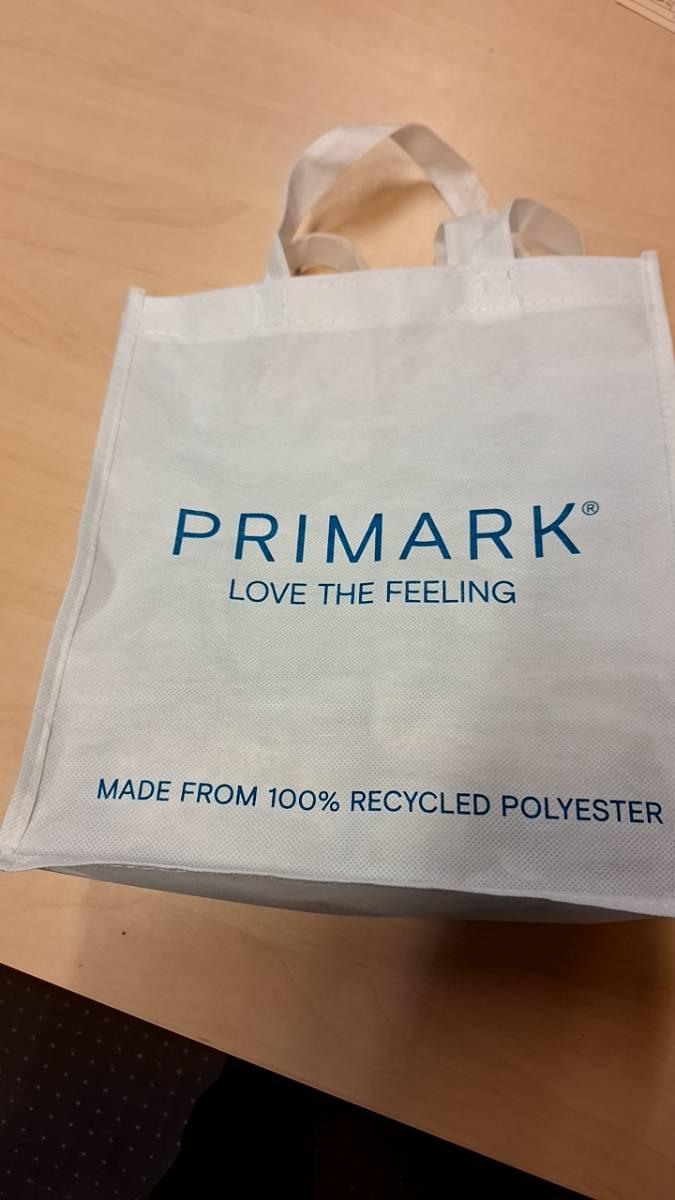 PRIMARK®
LOVE THE FEELING
MADE FROM 100% RECYCLED POLYESTER